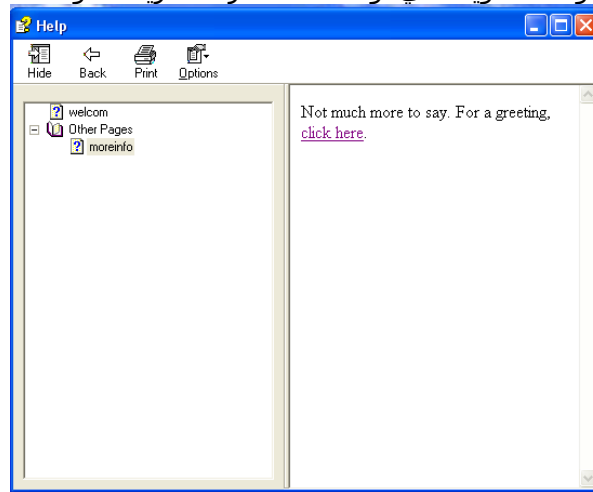 Help
Hide Back Print Options
welcom
Other Pages
moreinfo
Not much more to say. For a greeting,
click here.